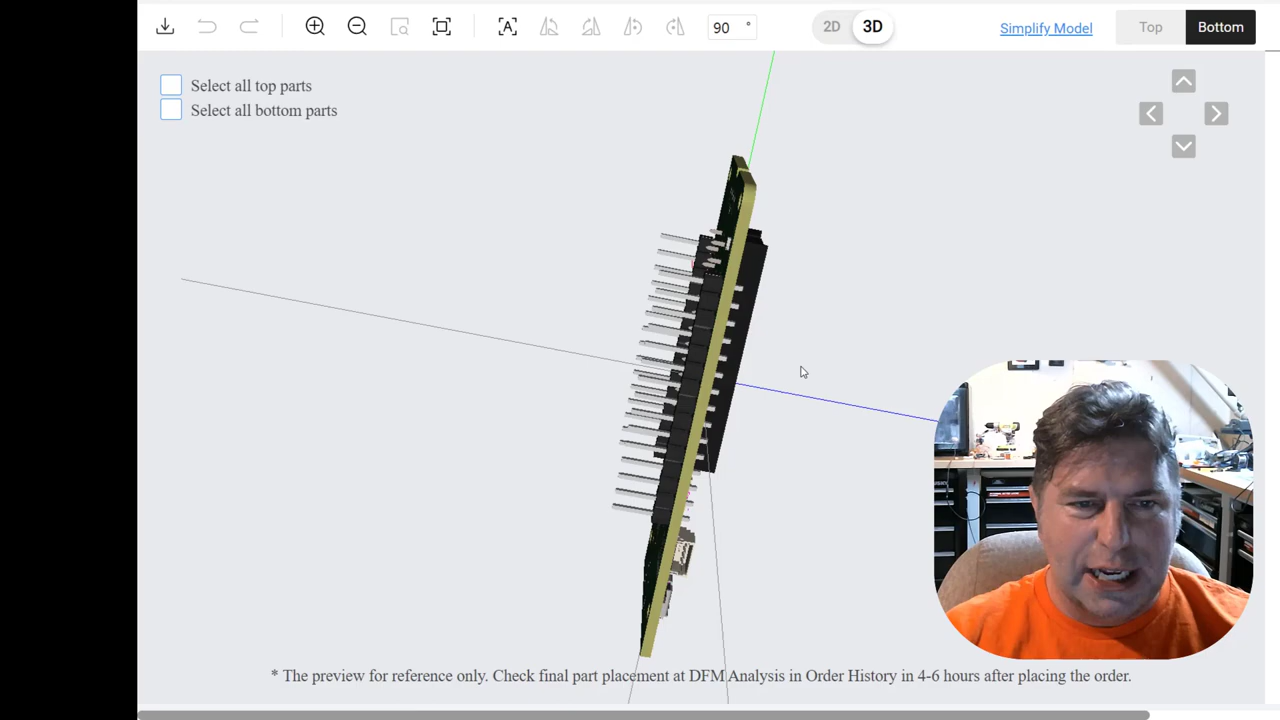 90 °
2D 3D
Simplify Model
Top Bottom
Select all top parts
Select all bottom parts
* The preview for reference only. Check final part placement at DFM Analysis in Order History in 4-6 hours after placing the order.